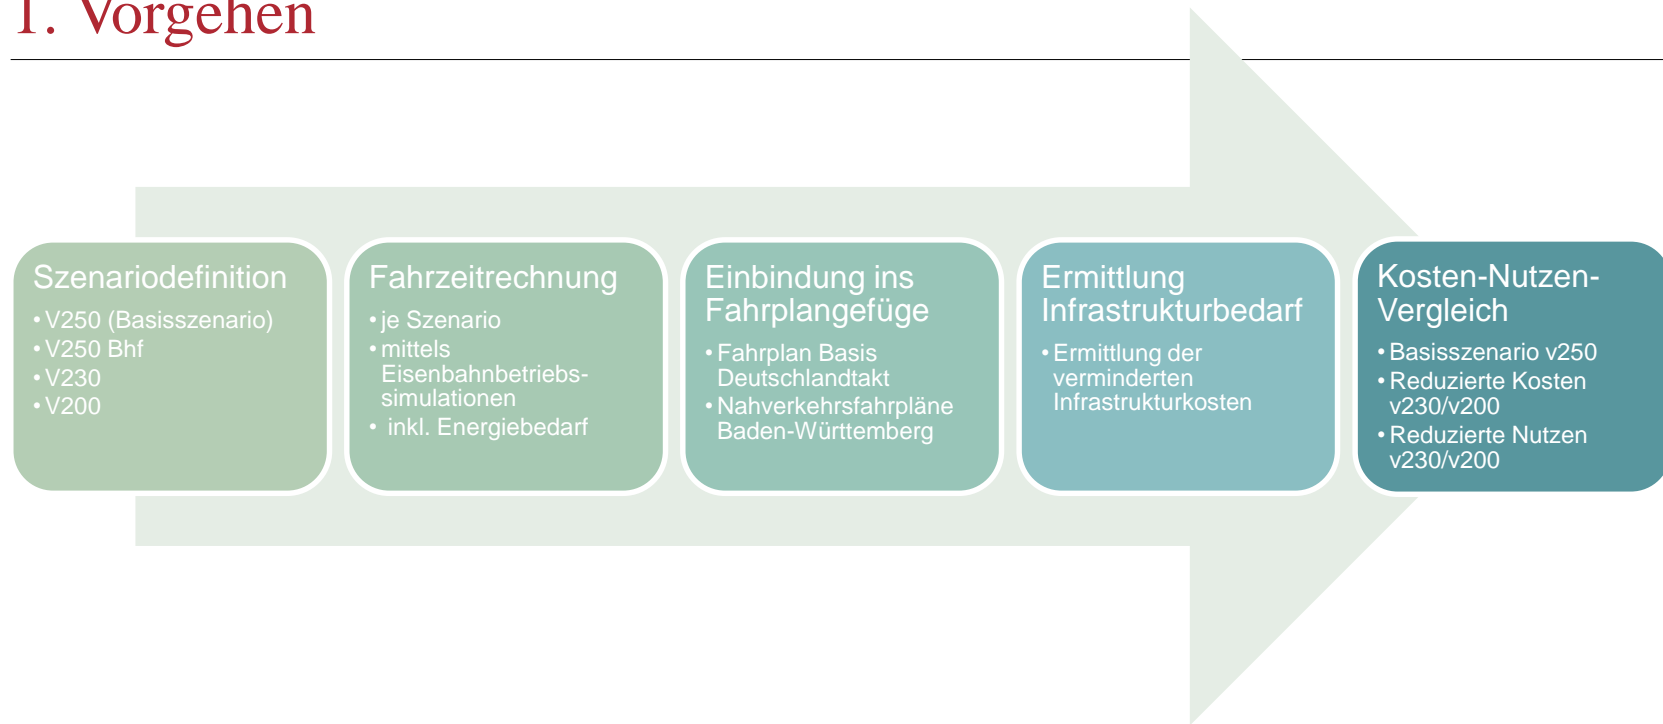 1. Vorgehen
Szenariodefinition
• V250 (Basisszenario)
• V250 Bhf
• V230
• V200
Fahrzeitrechnung
• je Szenario
• mittels
Eisenbahnbetriebs-
simulationen
• inkl. Energiebedarf
Einbindung ins
Fahrplangefüge
• Fahrplan Basis
Deutschlandtakt
• Nahverkehrsfahrpläne
Baden-Württemberg
Ermittlung
Infrastrukturbedarf
• Ermittlung der
verminderten
Infrastrukturkosten
Kosten-Nutzen-
Vergleich
• Basisszenario v250
• Reduzierte Kosten
v230/v200
• Reduzierte Nutzen
v230/v200